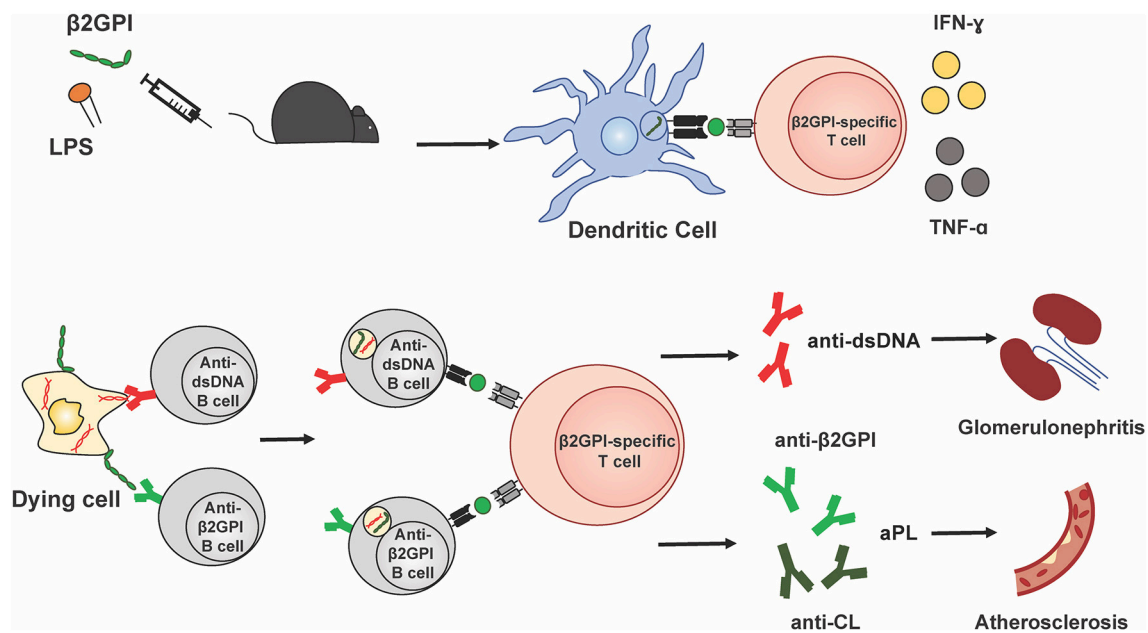 β2GPI
LPS
Dendritic Cell
β2GPI-specific
T cell
IFN-ɣ
TNF-α
Dying cell
Anti-
dsDNA
B cell
Anti-
β2GPI
B cell
Anti-
dsDNA
B cell
Anti-
β2GPI
B cell
β2GPI-specific
T cell
anti-dsDNA
Glomerulonephritis
anti-β2GPI
aPL
anti-CL
Atherosclerosis